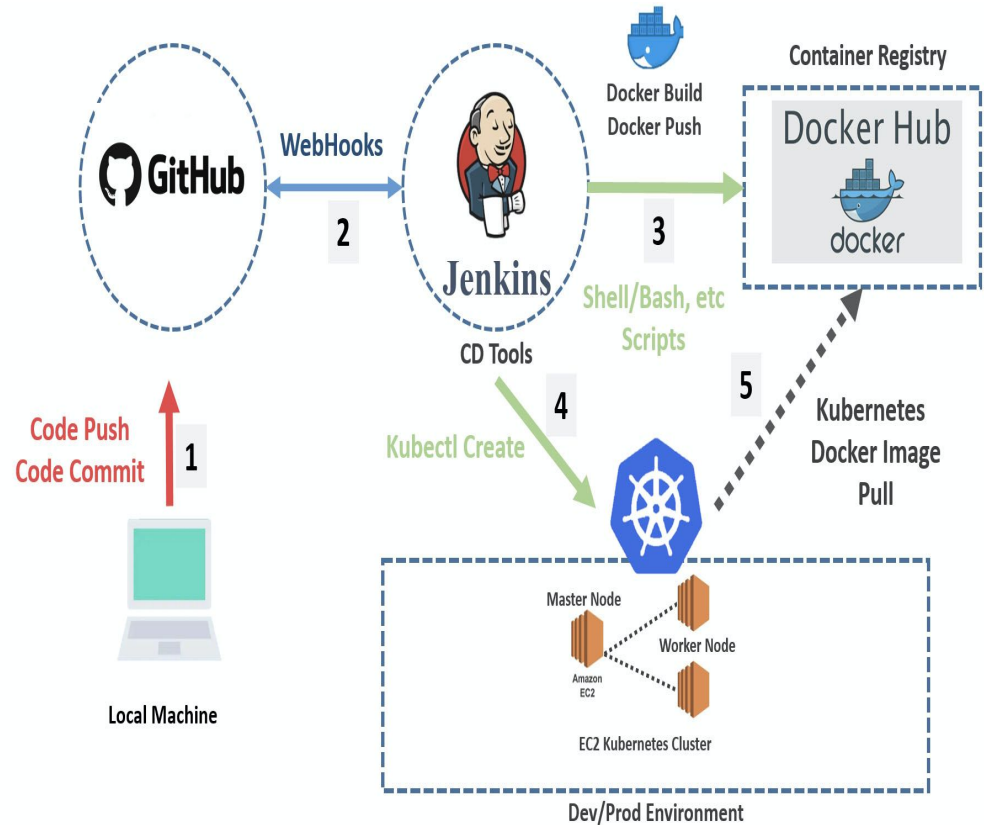 Container Registry
Docker Build
Docker Push
Docker Hub
docker
GitHub
WebHooks
2
3
Jenkins
Shell/Bash, etc
Scripts
CD Tools
4
5
Kubectl Create
Kubernetes
Docker Image
Pull
Code Push
Code Commit
1
Local Machine
Master Node
Amazon
EC2
Worker Node
EC2 Kubernetes Cluster
Dev/Prod Environment